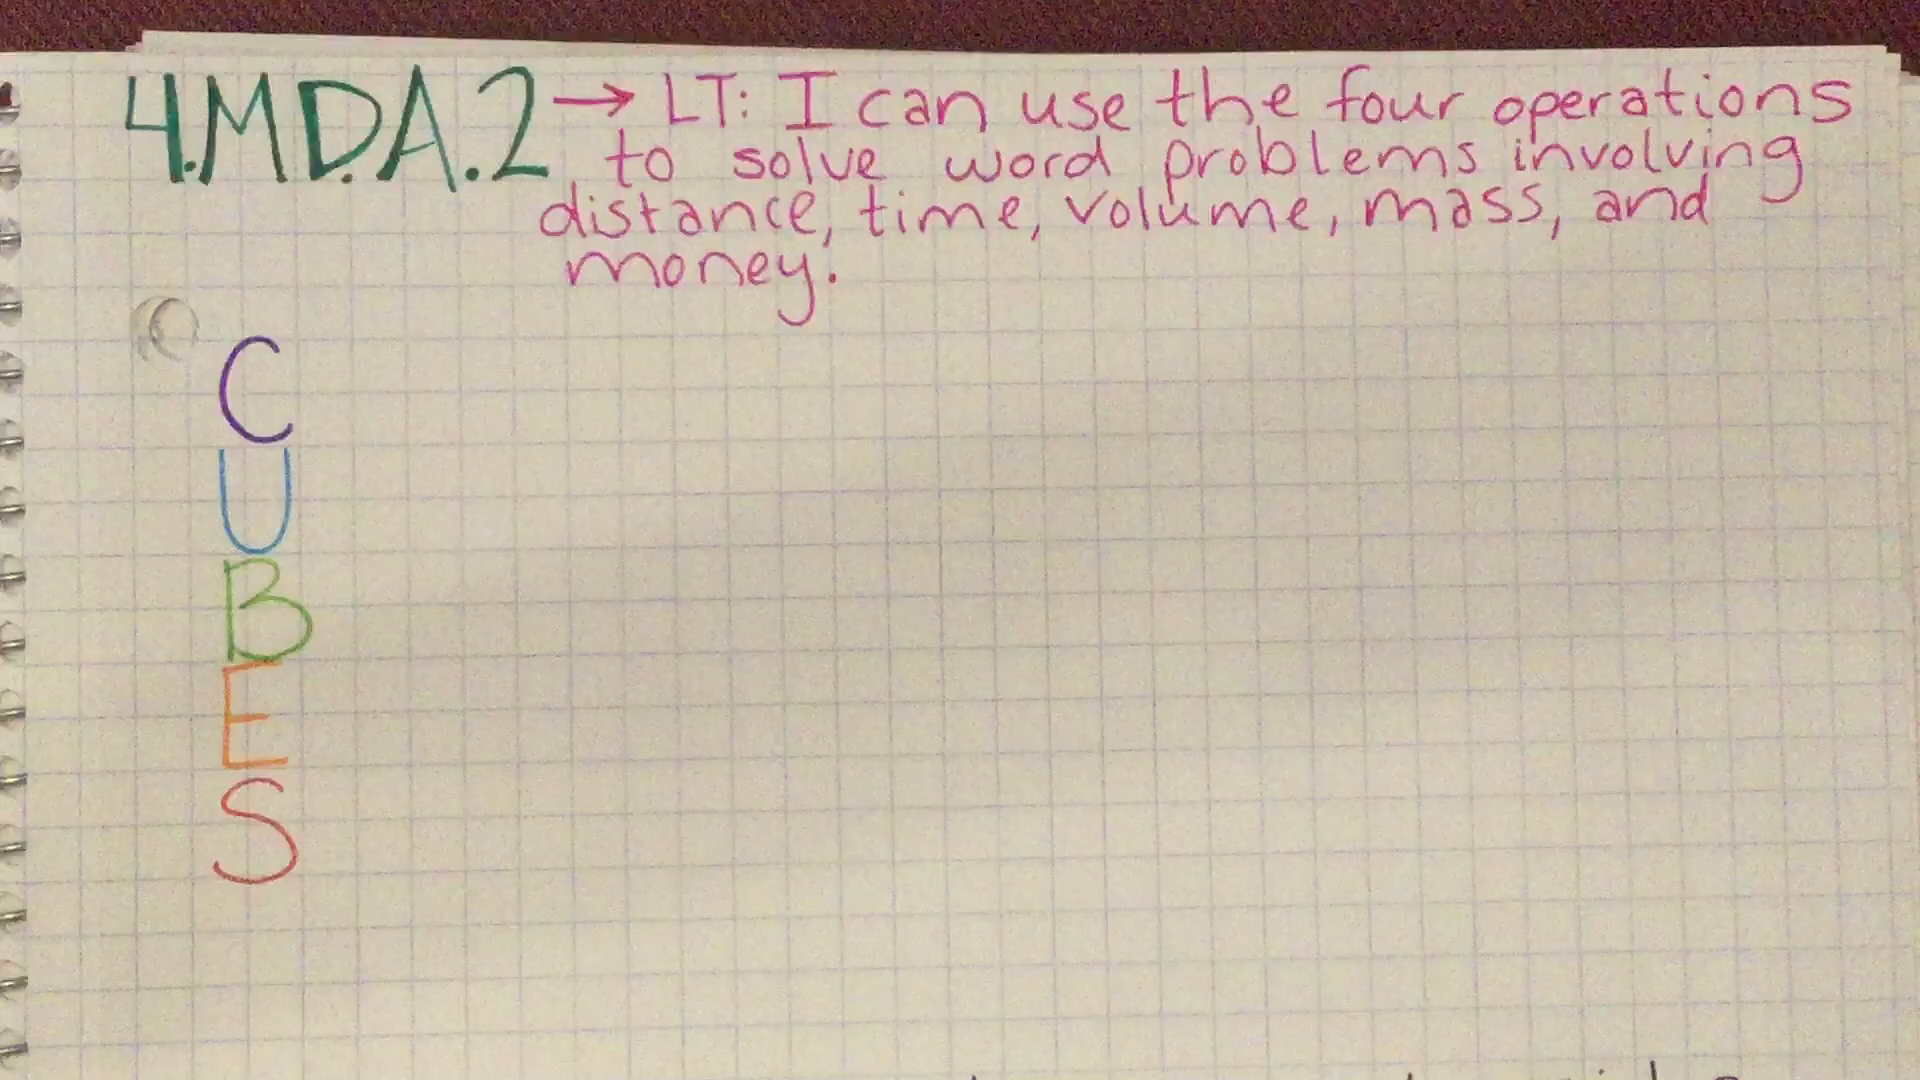 4.MD.A.2 → LT: I can use the four operations
to solve word problems involving
distance, time, volume, mass, and
money.
C
U
B
E
S